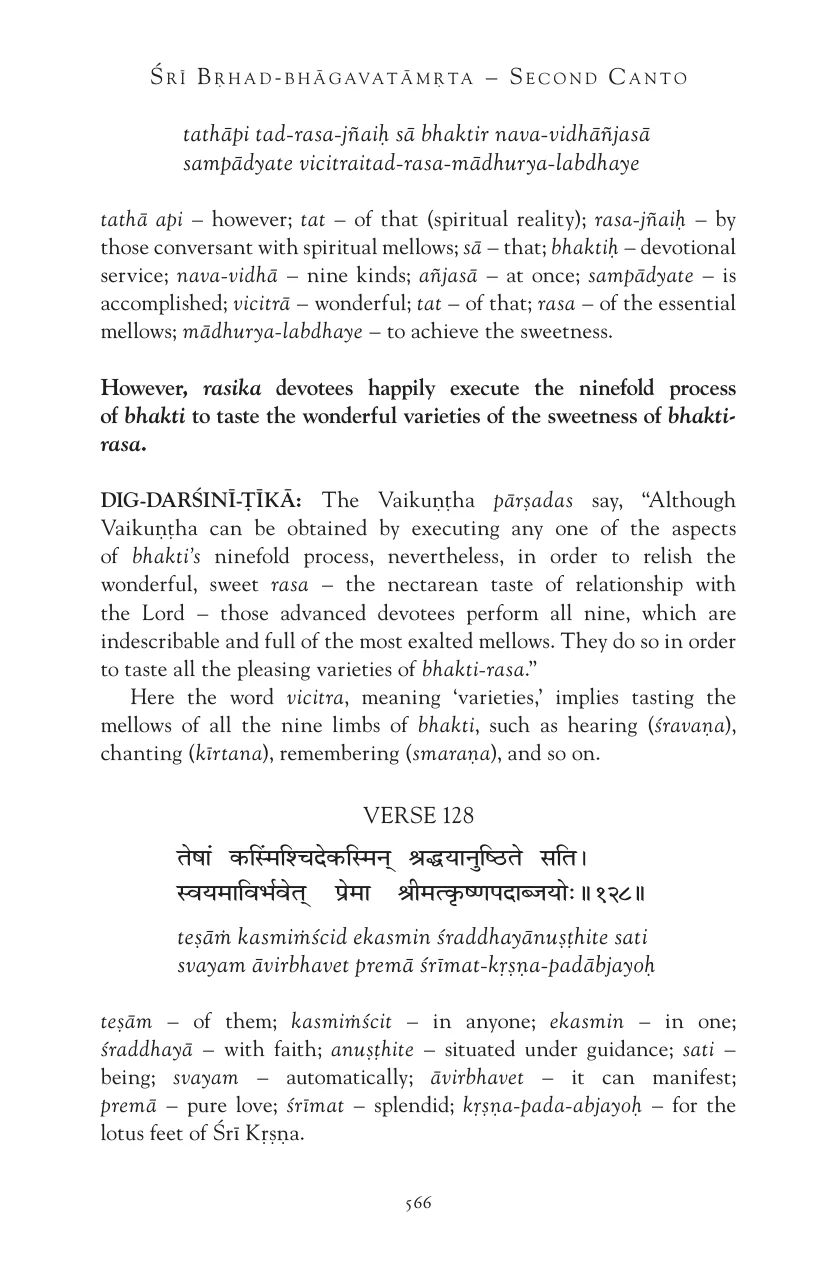 ŚRĪ BṚHAD-BHĀGAVATĀMṚTA – SECOND CANTO
tathāpi tad-rasa-jñaiḥ sā bhaktir nava-vidhāñjasā
sampādyate vicitraitad-rasa-mādhurya-labdhaye
tathā api – however; tat – of that (spiritual reality); rasa-jñaiḥ – by
those conversant with spiritual mellows; sā – that; bhaktiḥ – devotional
service; nava-vidhā – nine kinds; añjasā – at once; sampādyate – is
accomplished; vicitrā – wonderful; tat – of that; rasa – of the essential
mellows; mādhurya-labdhaye – to achieve the sweetness.
However, rasika devotees happily execute the ninefold process
of bhakti to taste the wonderful varieties of the sweetness of bhakti-
rasa.
DIG-DARŚINĪ-ṬĪKĀ: The Vaikuṇṭha pārṣadas say, “Although
Vaikuṇṭha can be obtained by executing any one of the aspects
of bhakti’s ninefold process, nevertheless, in order to relish the
wonderful, sweet rasa – the nectarean taste of relationship with
the Lord – those advanced devotees perform all nine, which are
indescribable and full of the most exalted mellows. They do so in order
to taste all the pleasing varieties of bhakti-rasa.”
Here the word vicitra, meaning ‘varieties,’ implies tasting the
mellows of all the nine limbs of bhakti, such as hearing (śravaṇa),
chanting (kīrtana), remembering (smaraṇa), and so on.
VERSE 128
तेषां कस्मिंश्चिदेकस्मिन् श्रद्धयानुष्ठिते सति।
स्वयमाविर्भवेत् प्रेमा श्रीमत्कृष्णपदाब्जयोः॥१२८॥
teṣāṁ kasmiṁścid ekasmin śraddhayānuṣṭhite sati
svayam āvirbhavet premā śrīmat-kṛṣṇa-padābjayoḥ
teṣām – of them; kasmiṁścit – in anyone; ekasmin – in one;
śraddhayā – with faith; anuṣṭhite – situated under guidance; sati –
being; svayam – automatically; āvirbhavet – it can manifest;
premā – pure love; śrīmat – splendid; kṛṣṇa-pada-abjayoḥ – for the
lotus feet of Śrī Kṛṣṇa.
566